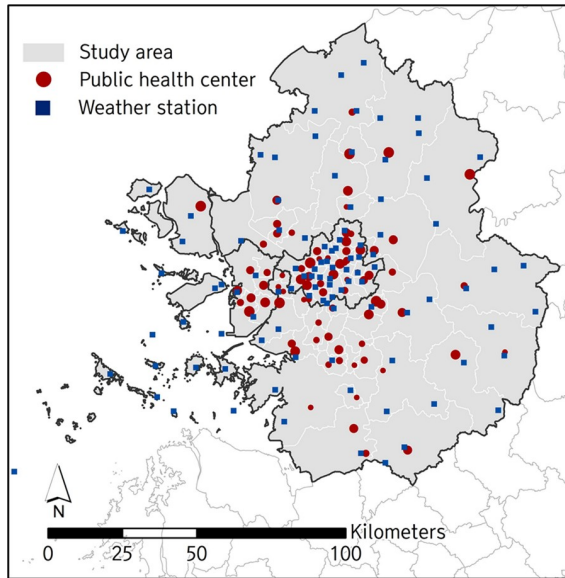 Study area
Public health center
Weather station
N
Kilometers
0 25 50 100